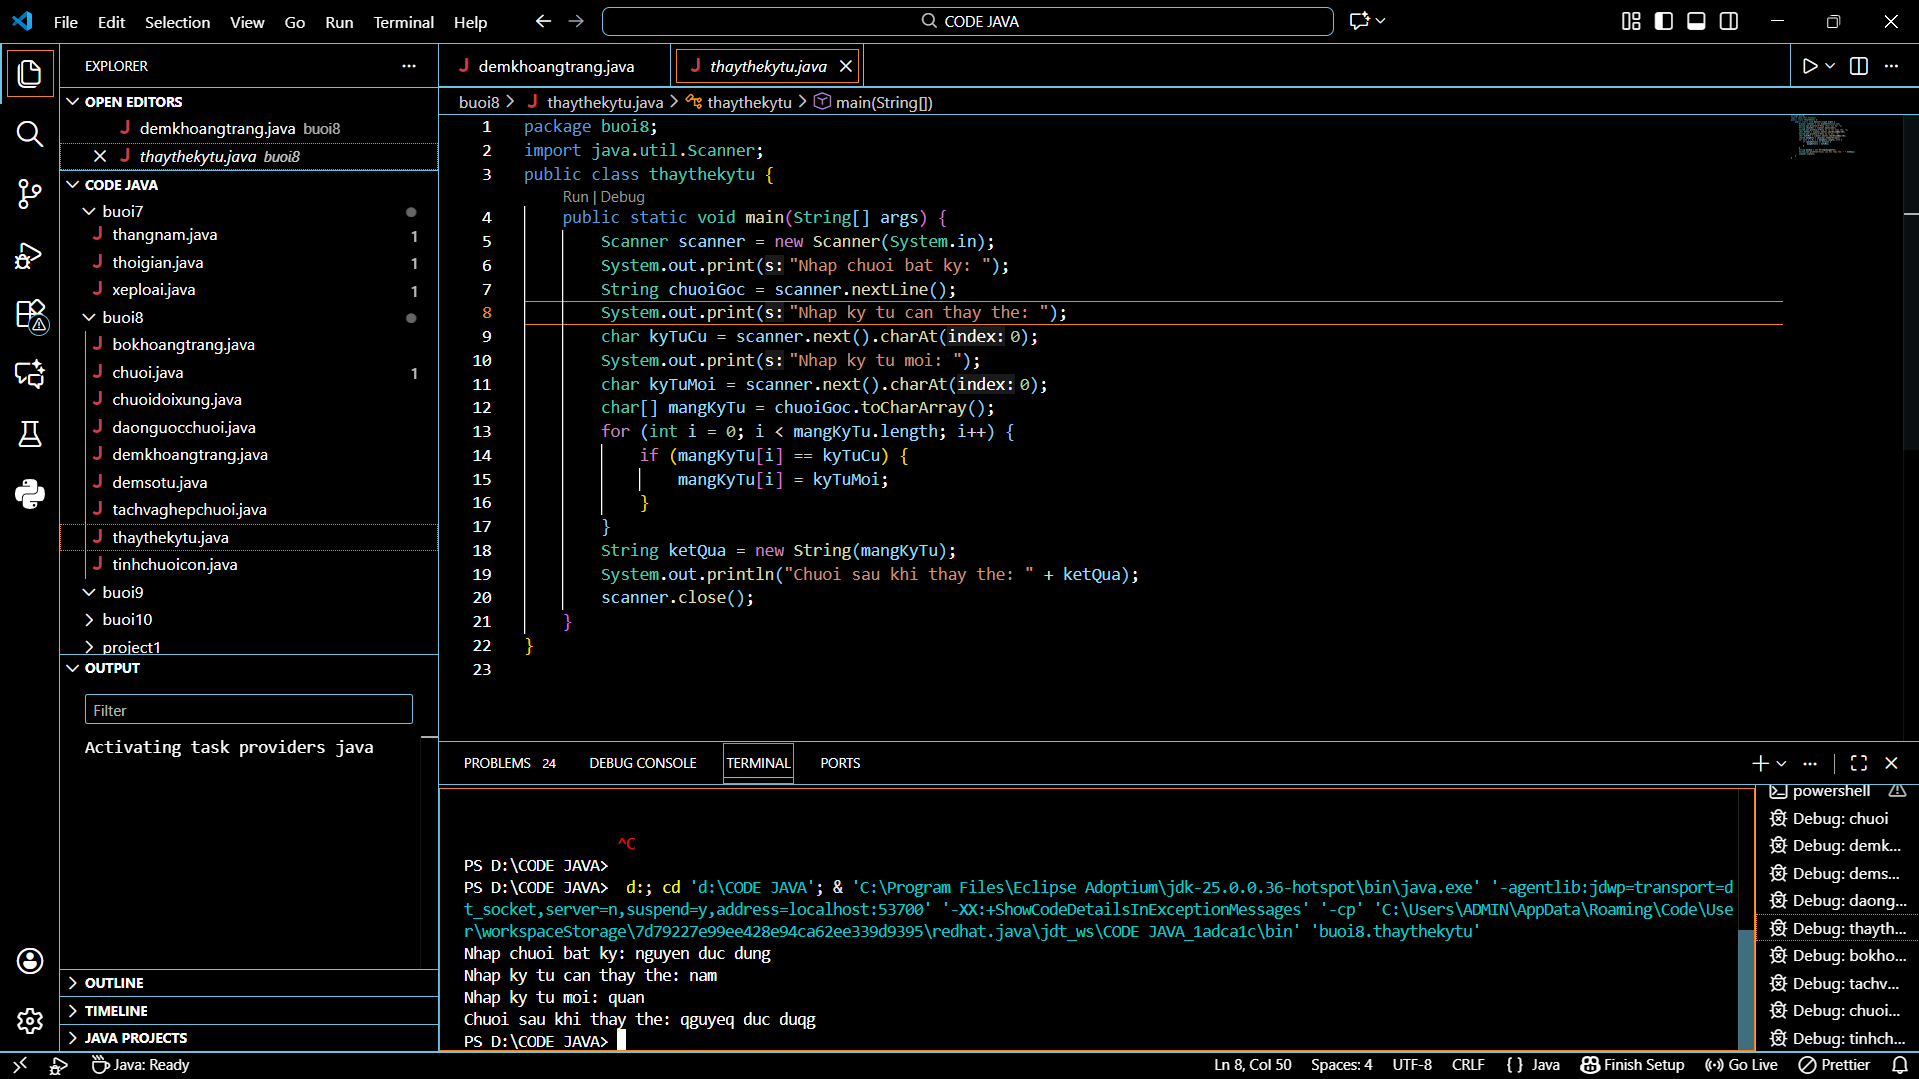 File Edit Selection View Go Run Terminal Help
CODE JAVA
EXPLORER
OPEN EDITORS
demkhoangtrang.java buoi8
thaythekytu.java buoi8
CODE JAVA
buoi7
thangnam.java 1
thoigian.java 1
xeploai.java 1
buoi8
bokhoangtrang.java
chuoi.java 1
chuoidoixung.java
daonguocchuoi.java
demkhoangtrang.java
demsotu.java
tachvaghepchuoi.java
thaythekytu.java
tinhchuoicon.java
buoi9
buoi10
project1
OUTPUT
Filter
Activating task providers java
OUTLINE
TIMELINE
JAVA PROJECTS
demkhoangtrang.java
thaythekytu.java
buoi8 > thaythekytu.java > thaythekytu > main(String[])
1 package buoi8;
2 import java.util.Scanner;
3 public class thaythekytu {
Run | Debug
4 public static void main(String[] args) {
5 Scanner scanner = new Scanner(System.in);
6 System.out.print(s: "Nhap chuoi bat ky: ");
7 String chuoiGoc = scanner.nextLine();
8 System.out.print(s: "Nhap ky tu can thay the: ");
9 char kyTuCu = scanner.next().charAt(index: 0);
10 System.out.print(s: "Nhap ky tu moi: ");
11 char kyTuMoi = scanner.next().charAt(index: 0);
12 char[] mangKyTu = chuoiGoc.toCharArray();
13 for (int i = 0; i < mangKyTu.length; i++) {
14 if (mangKyTu[i] == kyTuCu) {
15 mangKyTu[i] = kyTuMoi;
16 }
17 }
18 String ketQua = new String(mangKyTu);
19 System.out.println("Chuoi sau khi thay the: " + ketQua);
20 scanner.close();
21 }
22 }
23
PROBLEMS 24 DEBUG CONSOLE TERMINAL PORTS
^C
PS D:\CODE JAVA>
PS D:\CODE JAVA> d:; cd 'd:\CODE JAVA'; & 'C:\Program Files\Eclipse Adoptium\jdk-25.0.0.36-hotspot\bin\java.exe' '-agentlib:jdwp=transport=d
t_socket,server=n,suspend=y,address=localhost:53700' '-XX:+ShowCodeDetailsInExceptionMessages' '-cp' 'C:\Users\ADMIN\AppData\Roaming\Code\Use
r\workspaceStorage\7d79227e99ee428e94ca62ee339d9395\redhat.java\jdt_ws\CODE JAVA_1adca1c\bin' 'buoi8.thaythekytu'
Nhap chuoi bat ky: nguyen duc dung
Nhap ky tu can thay the: nam
Nhap ky tu moi: quan
Chuoi sau khi thay the: qguyeq duc duqg
PS D:\CODE JAVA>
powershell
Debug: chuoi
Debug: demk...
Debug: dems...
Debug: daong...
Debug: thayth...
Debug: bokho...
Debug: tachv...
Debug: chuoi...
Debug: tinhch...
Java: Ready
Ln 8, Col 50 Spaces: 4 UTF-8 CRLF { } Java Finish Setup Go Live Prettier